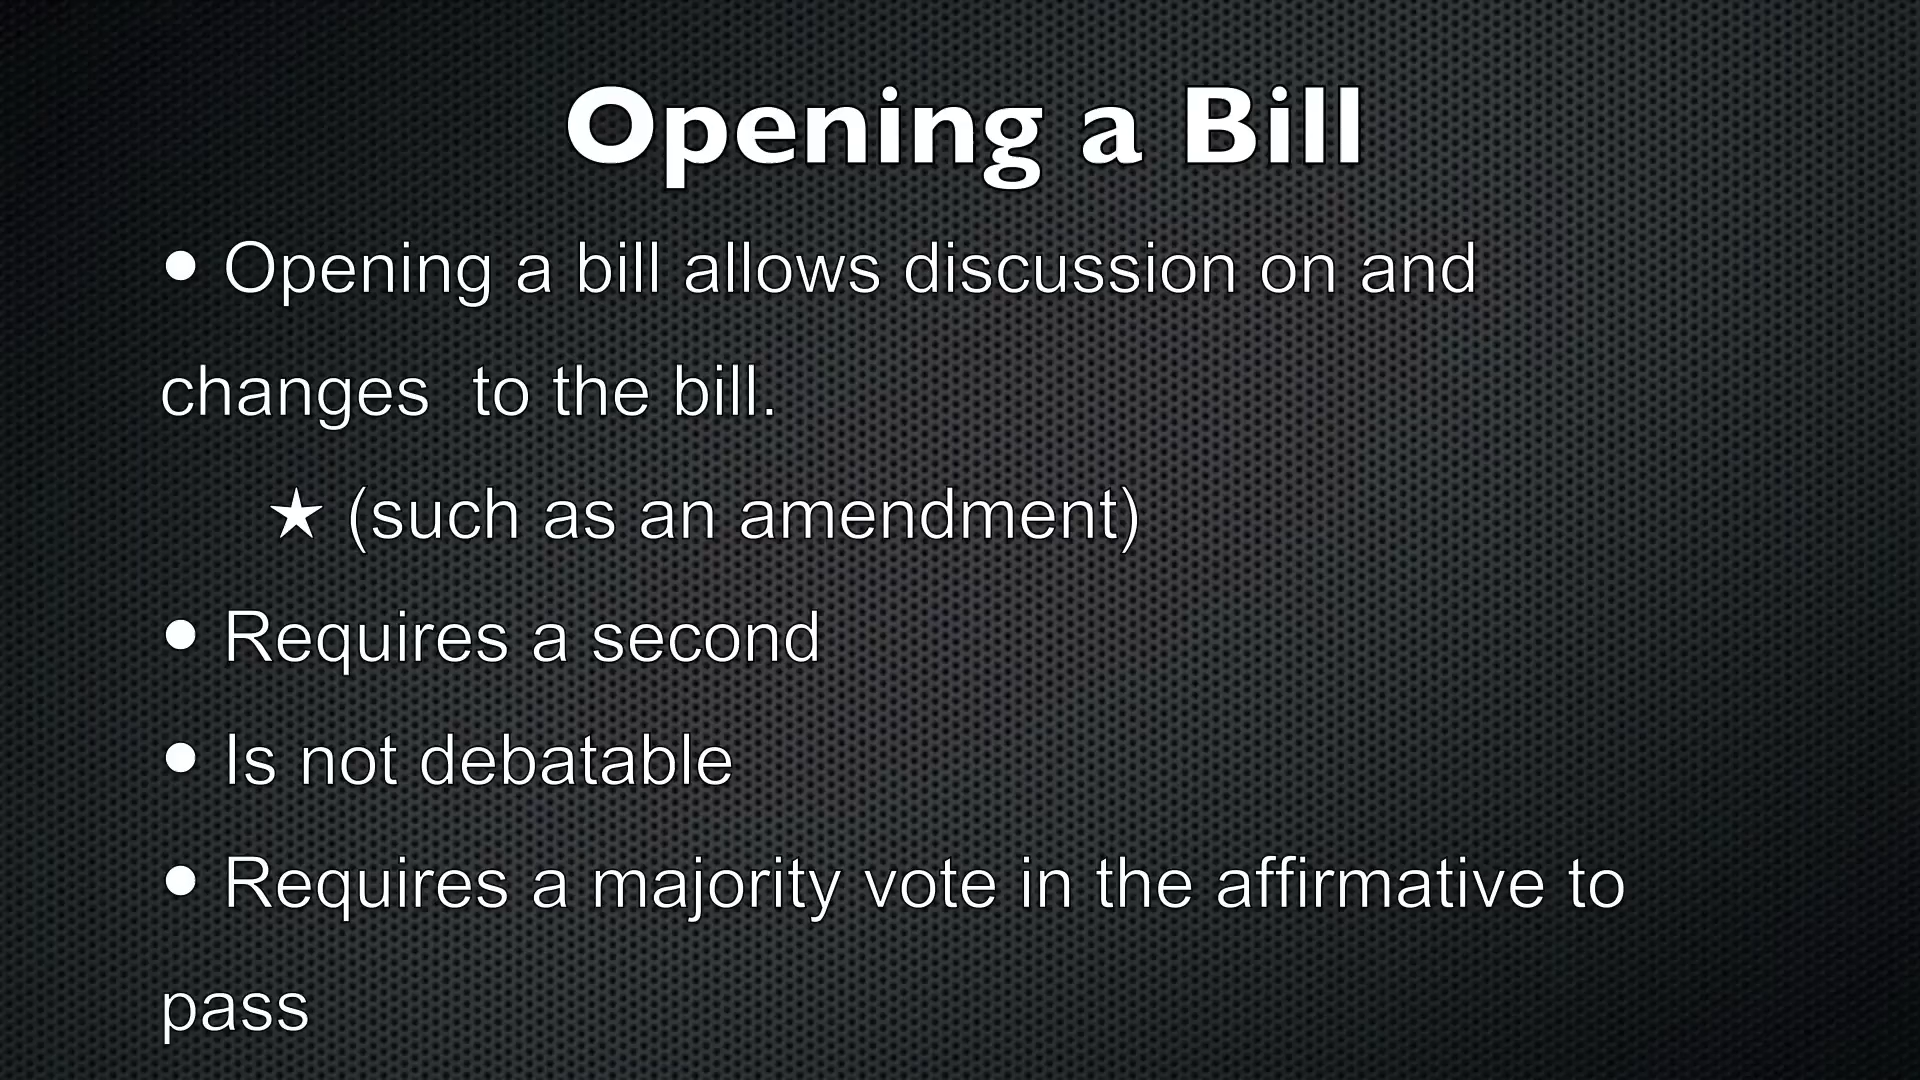 Opening a Bill
● Opening a bill allows discussion on and
changes  to the bill.
★ (such as an amendment)
● Requires a second
● Is not debatable
● Requires a majority vote in the affirmative to
pass